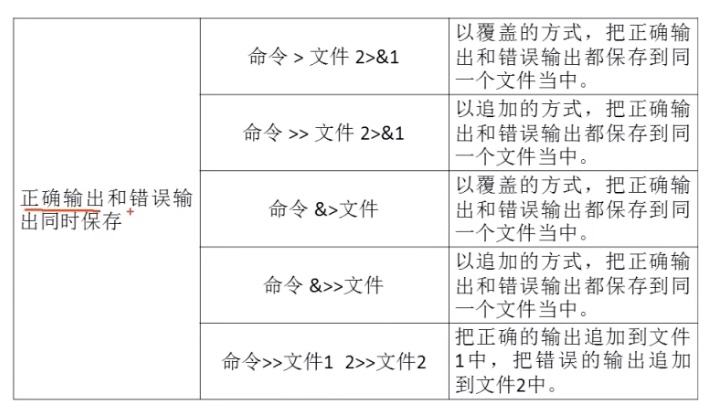 正确输出和错误输
出同时保存
命令 > 文件 2>&1
以覆盖的方式，把正确输
出和错误输出都保存到同
一个文件当中。
命令 >> 文件 2>&1
以追加的方式，把正确输
出和错误输出都保存到同
一个文件当中。
命令 &>文件
以覆盖的方式，把正确输
出和错误输出都保存到同
一个文件当中。
命令 &>>文件
以追加的方式，把正确输
出和错误输出都保存到同
一个文件当中。
命令>>文件1 2>>文件2
把正确的输出追加到文件
1中，把错误的输出追加
到文件2中。